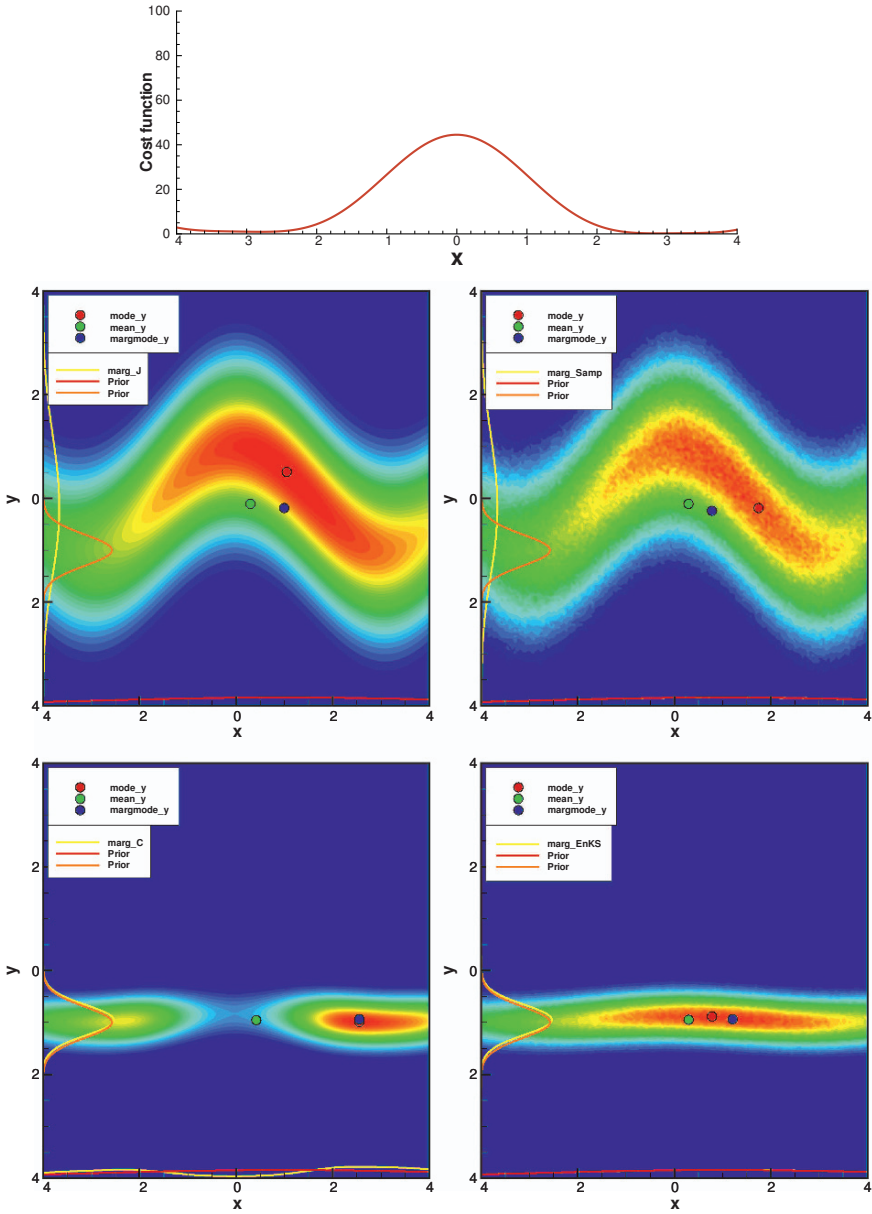 100
80
60
40
20
0
Cost function
4 3 2 1 0 1 2 3 4
x
4
2
0
2
4
y
mode_y
mean_y
margmode_y
marg_J
Prior
Prior
4 2 0 2 4
x
4
2
0
2
4
y
mode_y
mean_y
margmode_y
marg_Samp
Prior
Prior
4 2 0 2 4
x
4
2
0
2
4
y
mode_y
mean_y
margmode_y
marg_C
Prior
Prior
4 2 0 2 4
x
4
2
0
2
4
y
mode_y
mean_y
margmode_y
marg_EnKS
Prior
Prior
4 2 0 2 4
x